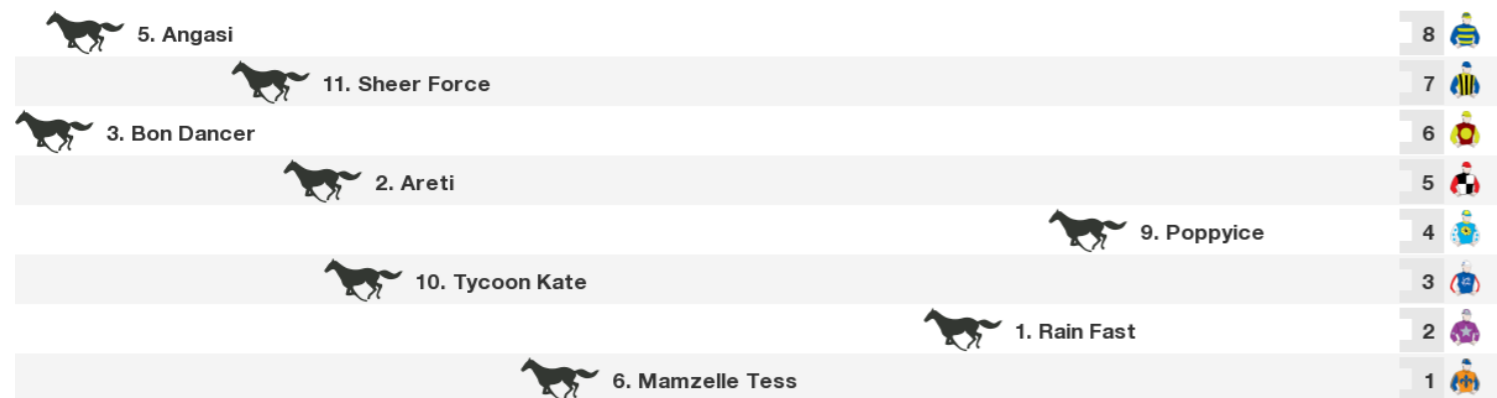 5. Angasi 8
11. Sheer Force 7
3. Bon Dancer 6
2. Areti 5
9. Poppyice 4
10. Tycoon Kate 3
1. Rain Fast 2
6. Mamzelle Tess 1